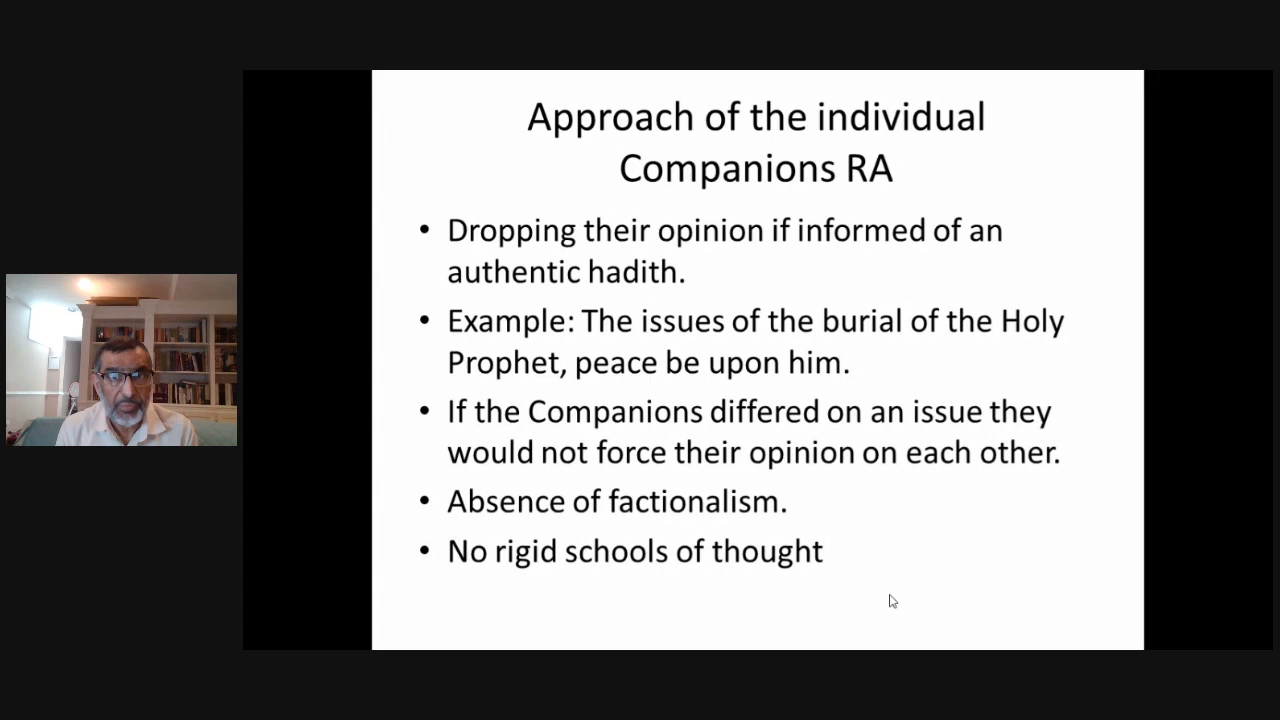 Approach of the individual
Companions RA
• Dropping their opinion if informed of an
authentic hadith.
• Example: The issues of the burial of the Holy
Prophet, peace be upon him.
• If the Companions differed on an issue they
would not force their opinion on each other.
• Absence of factionalism.
• No rigid schools of thought